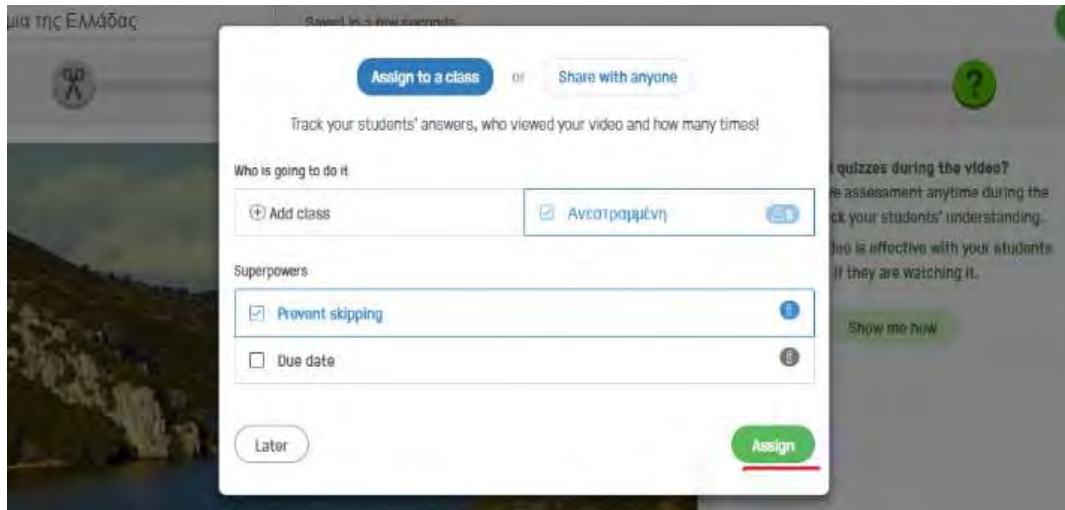 μια της Ελλάδας
Saved in a few seconds
Assign to a class or Share with anyone
Track your students' answers, who viewed your video and how many times!
Who is going to do it
Add class
Ανεστραμμένη
Superpowers
Prevent skipping
Due date
Later
Assign
?
quizzes during the video?
assessment anytime during the
your students' understanding.
is effective with your students
if they are watching it.
Show me how